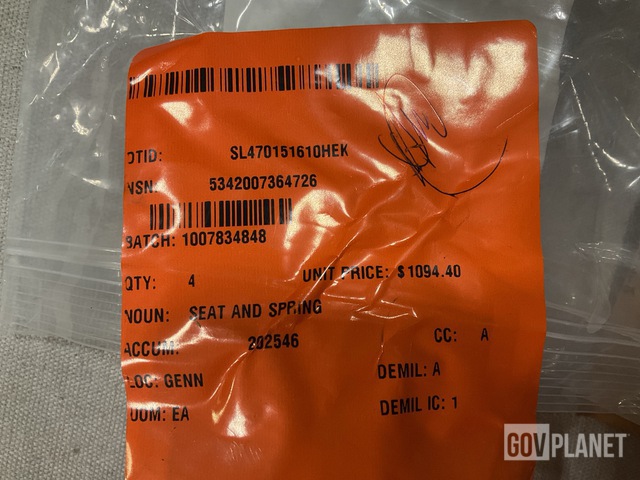 DTID: SL470151610HEK
NSN: 5342007364726
BATCH: 1007834848
QTY: 4 UNIT PRICE: $1094.40
NOUN: SEAT AND SPRING
ACCUM: 202546 CC: A
LOC: GENN DEMIL: A
UUM: EA DEMIL IC: 1
GOVPLANET